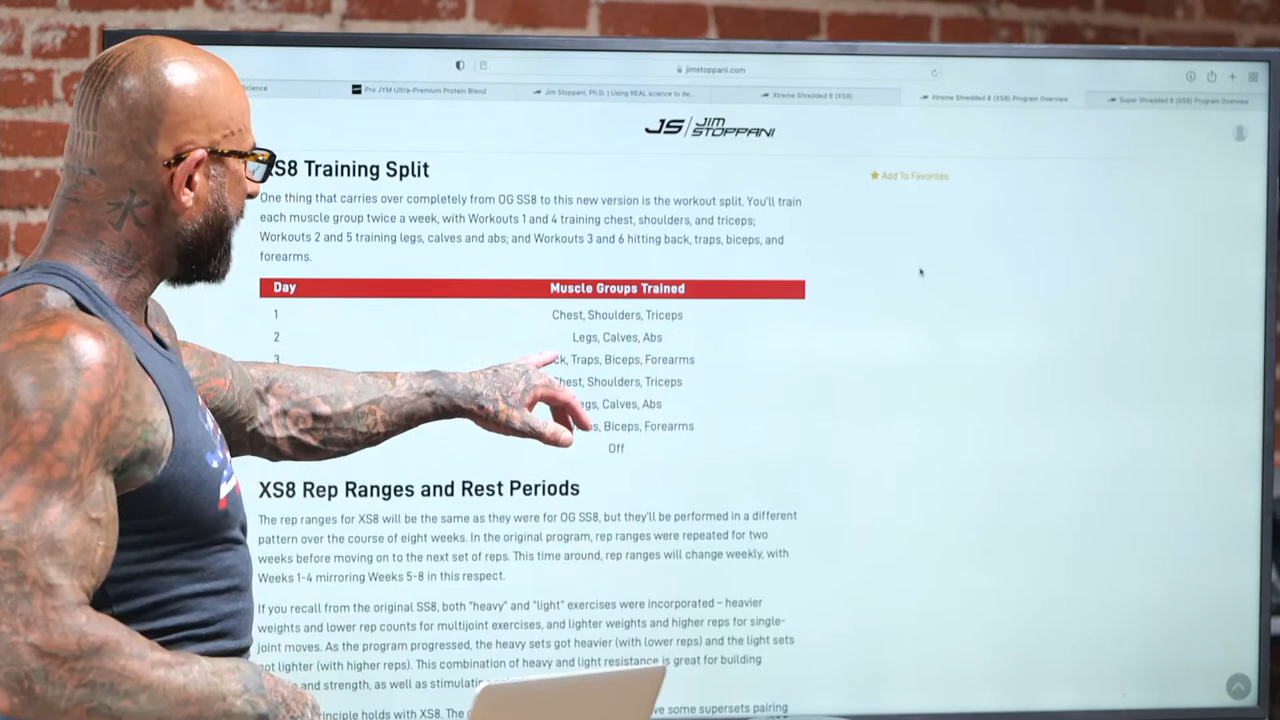 jimstoppani.com
cience
Pro JYM Ultra-Premium Protein Blend
Jim Stoppani, Ph.D. | Using REAL science to de...
Xtreme Shredded 8 (XS8)
Xtreme Shredded 8 (XS8) Program Overview
Super Shredded 8 (SS8) Program Overview
JS/JIM STOPPANI
Add To Favorites
S8 Training Split
One thing that carries over completely from OG SS8 to this new version is the workout split. You'll train
each muscle group twice a week, with Workouts 1 and 4 training chest, shoulders, and triceps;
Workouts 2 and 5 training legs, calves and abs; and Workouts 3 and 6 hitting back, traps, biceps, and
forearms.
Day Muscle Groups Trained
1 Chest, Shoulders, Triceps
2 Legs, Calves, Abs
3 ck, Traps, Biceps, Forearms
hest, Shoulders, Triceps
egs, Calves, Abs
s, Biceps, Forearms
Off
XS8 Rep Ranges and Rest Periods
The rep ranges for XS8 will be the same as they were for OG SS8, but they'll be performed in a different
pattern over the course of eight weeks. In the original program, rep ranges were repeated for two
weeks before moving on to the next set of reps. This time around, rep ranges will change weekly, with
Weeks 1-4 mirroring Weeks 5-8 in this respect.
If you recall from the original SS8, both "heavy" and "light" exercises were incorporated – heavier
weights and lower rep counts for multijoint exercises, and lighter weights and higher reps for single-
joint moves. As the program progressed, the heavy sets got heavier (with lower reps) and the light sets
got lighter (with higher reps). This combination of heavy and light resistance is great for building
and strength, as well as stimulatin
inciple holds with XS8. The ve some supersets pairing
水